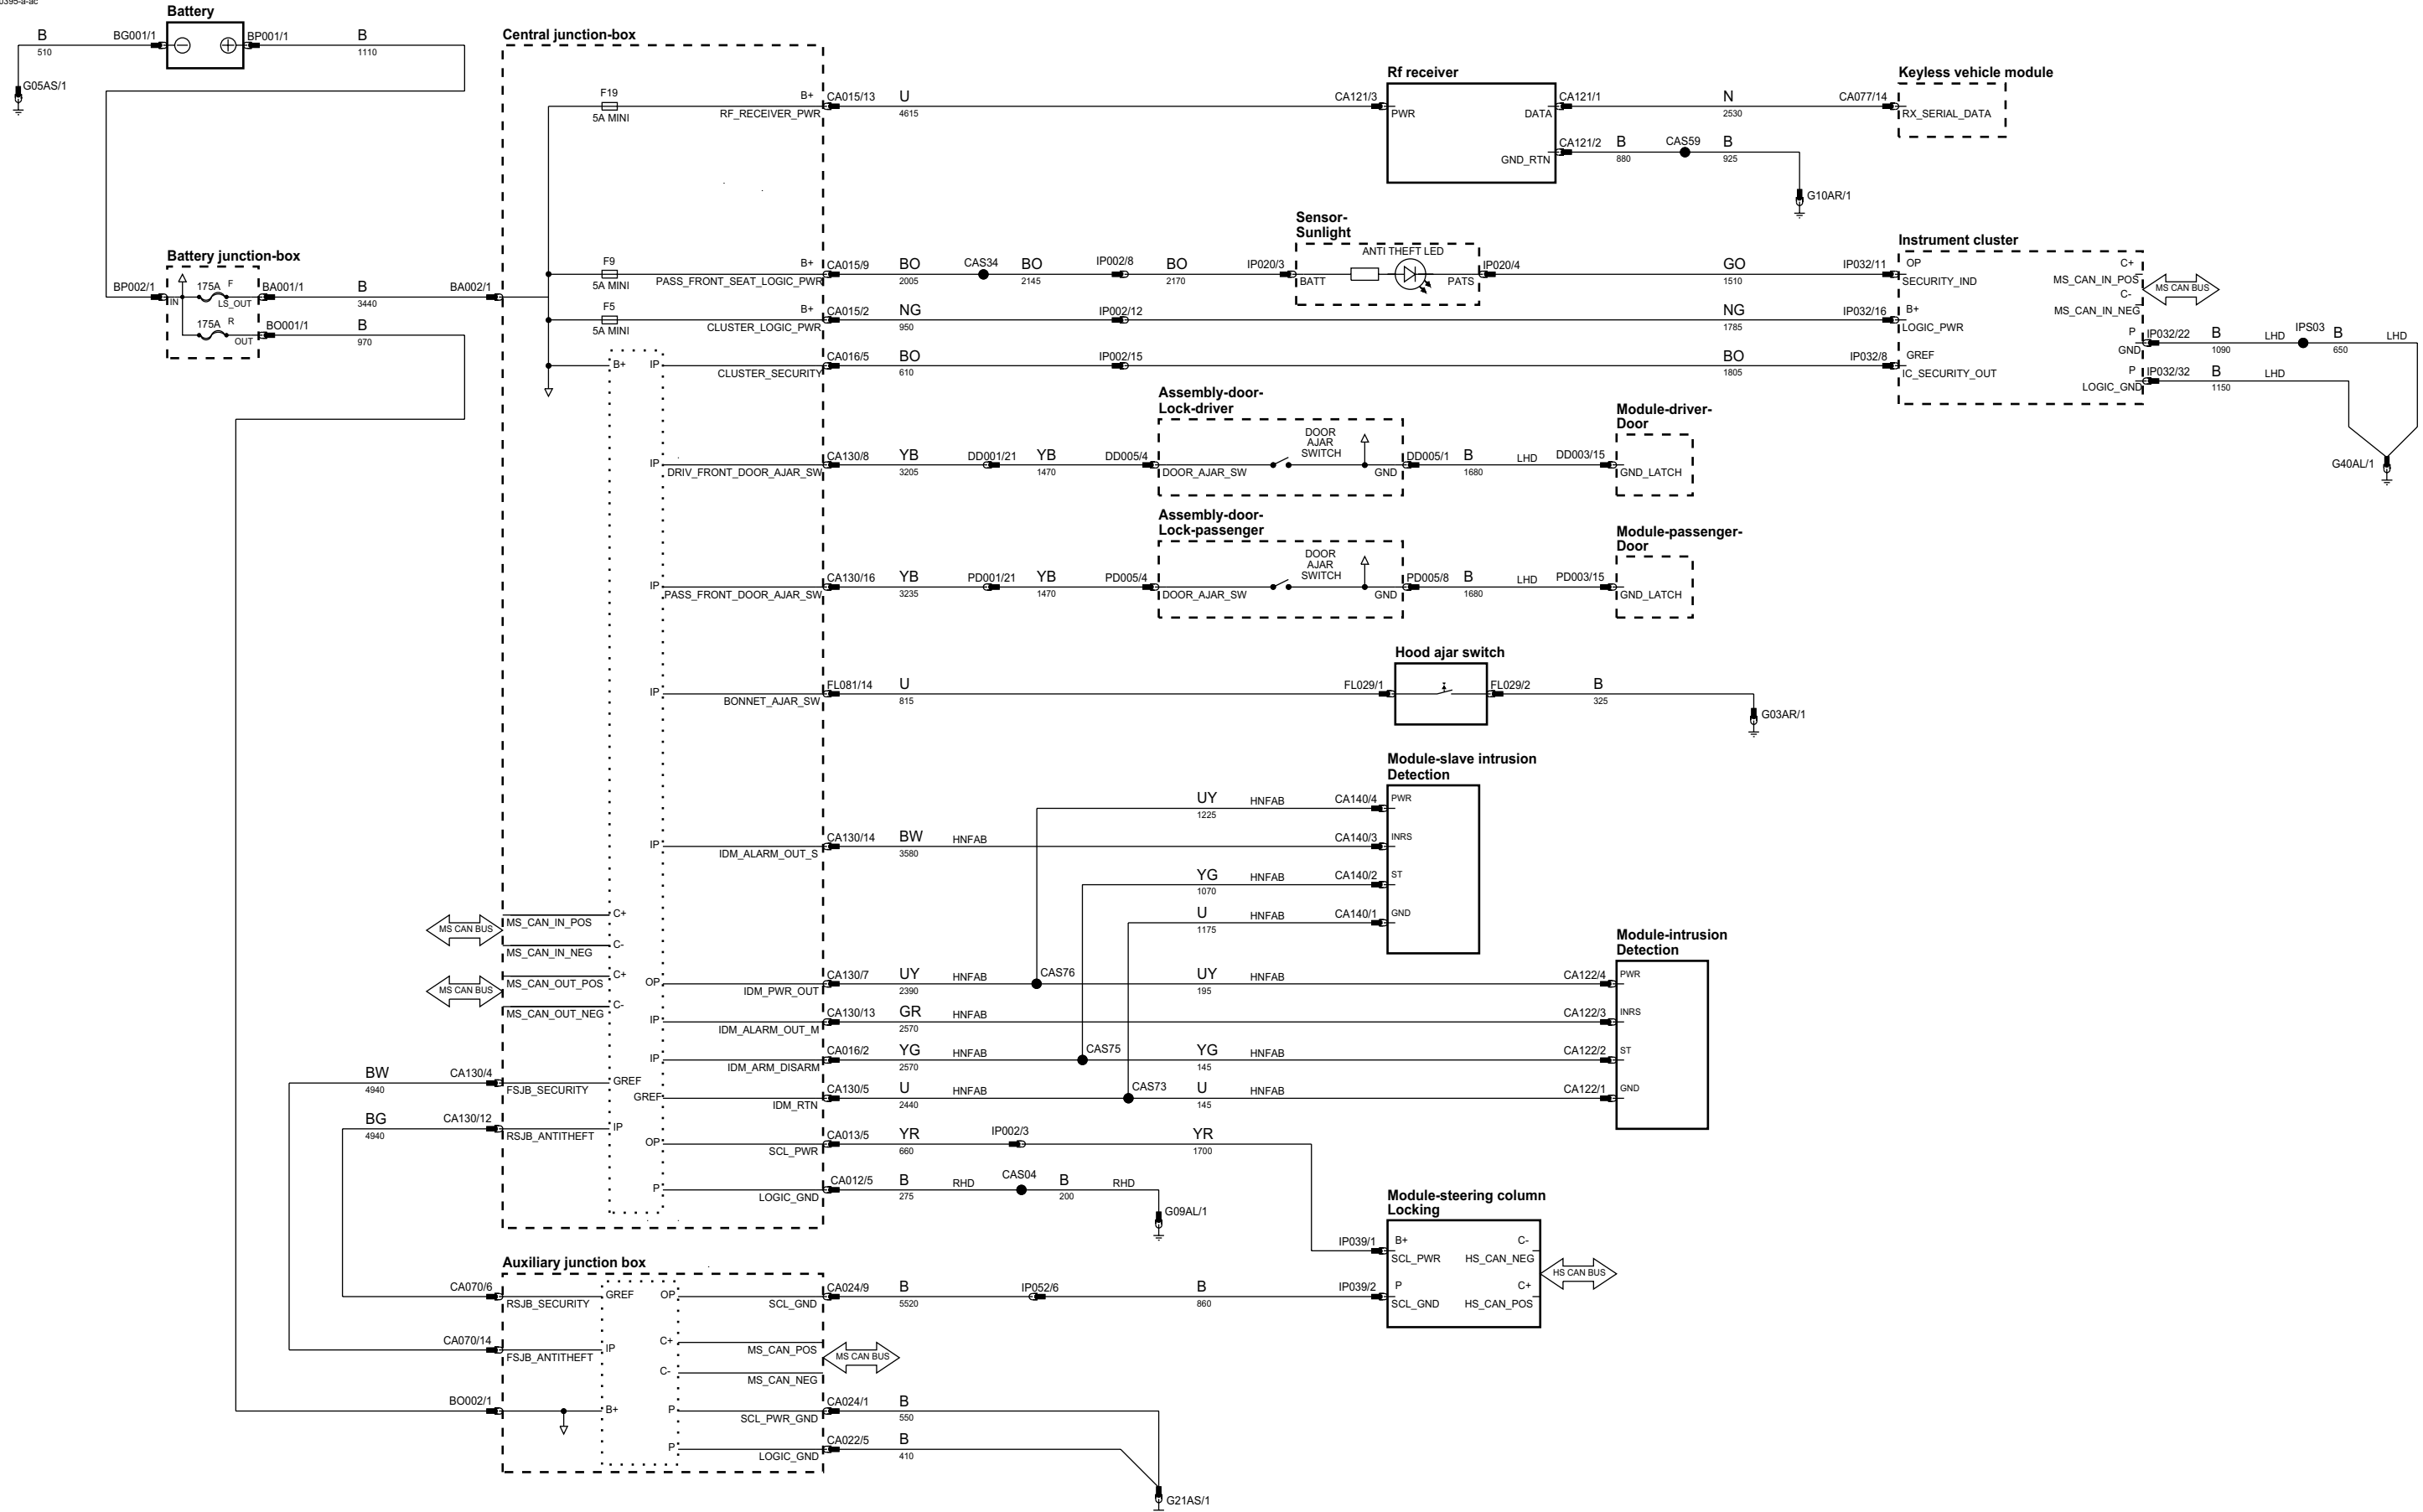 Battery
B
510
BG001/1
BP001/1
B
1110
G05AS/1
Central junction-box
F19
5A MINI
B+
RF_RECEIVER_PWR
CA015/13
U
4615
CA121/3
Rf receiver
PWR
DATA
GND_RTN
CA121/1
N
2530
CA077/14
Keyless vehicle module
RX_SERIAL_DATA
CA121/2
B
880
CAS59
B
925
G10AR/1
Battery junction-box
BP002/1
IN
175A
F
LS_OUT
BA001/1
B
3440
BA002/1
175A
R
OUT
BO001/1
B
970
F9
5A MINI
B+
PASS_FRONT_SEAT_LOGIC_PWR
CA015/9
BO
2005
CAS34
BO
2145
IP002/8
BO
2170
IP020/3
Sensor-
Sunlight
ANTI THEFT LED
BATT
PATS
IP020/4
GO
1510
IP032/11
Instrument cluster
OP
SECURITY_IND
C+
MS_CAN_IN_POS
C-
MS_CAN_IN_NEG
MS CAN BUS
F5
5A MINI
B+
CLUSTER_LOGIC_PWR
CA015/2
NG
950
IP002/12
NG
1785
IP032/16
B+
LOGIC_PWR
P
GND
IP032/22
B
1090
LHD
IPS03
B
650
LHD
B+
IP
CLUSTER_SECURITY
CA016/5
BO
610
IP002/15
BO
1805
IP032/8
GREF
IC_SECURITY_OUT
P
LOGIC_GND
IP032/32
B
1150
LHD
G40AL/1
IP
DRIV_FRONT_DOOR_AJAR_SW
CA130/8
YB
3205
DD001/21
YB
1470
DD005/4
Assembly-door-
Lock-driver
DOOR_AJAR_SW
DOOR
AJAR
SWITCH
GND
DD005/1
B
1680
LHD
DD003/15
Module-driver-
Door
GND_LATCH
IP
PASS_FRONT_DOOR_AJAR_SW
CA130/16
YB
3235
PD001/21
YB
1470
PD005/4
Assembly-door-
Lock-passenger
DOOR_AJAR_SW
DOOR
AJAR
SWITCH
GND
PD005/8
B
1680
LHD
PD003/15
Module-passenger-
Door
GND_LATCH
IP
BONNET_AJAR_SW
FL081/14
U
815
FL029/1
Hood ajar switch
FL029/2
B
325
G03AR/1
Module-slave intrusion
Detection
UY
1225
HNFAB
CA140/4
PWR
IP
IDM_ALARM_OUT_S
CA130/14
BW
3580
HNFAB
CA140/3
INRS
YG
1070
HNFAB
CA140/2
ST
U
1175
HNFAB
CA140/1
GND
MS CAN BUS
MS_CAN_IN_POS
C+
MS_CAN_IN_NEG
C-
MS CAN BUS
MS_CAN_OUT_POS
C+
MS_CAN_OUT_NEG
C-
OP
IDM_PWR_OUT
CA130/7
UY
2390
HNFAB
CAS76
UY
195
HNFAB
CA122/4
Module-intrusion
Detection
PWR
IP
IDM_ALARM_OUT_M
CA130/13
GR
2570
HNFAB
CA122/3
INRS
IP
IDM_ARM_DISARM
CA016/2
YG
2570
HNFAB
CAS75
YG
145
HNFAB
CA122/2
ST
BW
4940
CA130/4
FSJB_SECURITY
GREF
GREF
IDM_RTN
CA130/5
U
2440
HNFAB
CAS73
U
145
HNFAB
CA122/1
GND
BG
4940
CA130/12
RSJB_ANTITHEFT
IP
OP
SCL_PWR
CA013/5
YR
660
IP002/3
YR
1700
P
LOGIC_GND
CA012/5
B
275
RHD
CAS04
B
200
RHD
G09AL/1
Module-steering column
Locking
IP039/1
B+
SCL_PWR
C-
HS_CAN_NEG
IP039/2
P
SCL_GND
C+
HS_CAN_POS
HS CAN BUS
Auxiliary junction box
CA070/6
RSJB_SECURITY
GREF
OP
SCL_GND
CA024/9
B
5520
IP052/6
B
860
CA070/14
FSJB_ANTITHEFT
IP
C+
MS_CAN_POS
C-
MS_CAN_NEG
MS CAN BUS
BO002/1
B+
P
SCL_PWR_GND
CA024/1
B
550
P
LOGIC_GND
CA022/5
B
410
G21AS/1